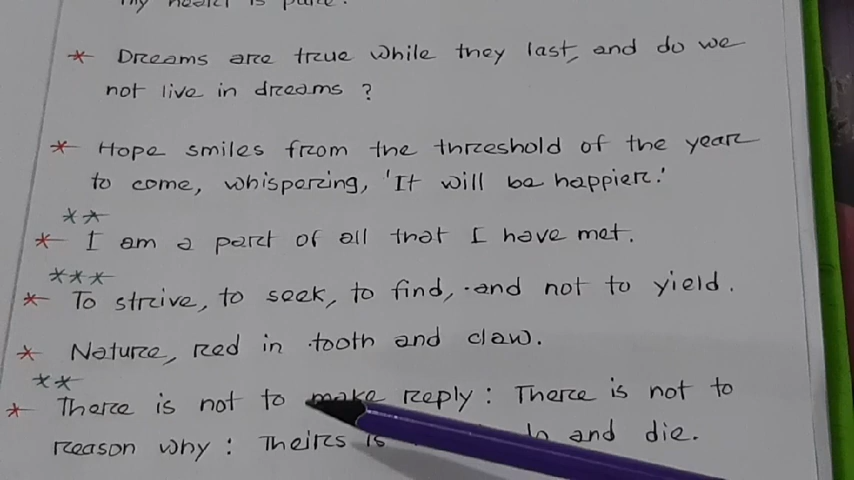 * Dreams are true while they last, and do we
not live in dreams ?
* Hope smiles from the threshold of the year
to come, whispering, 'It will be happier.'
**
* I am a part of all that I have met.
***
* To strive, to seek, to find, and not to yield.
* Nature, red in tooth and claw.
**
* There is not to make reply : There is not to
reason why : Theirs is and die.